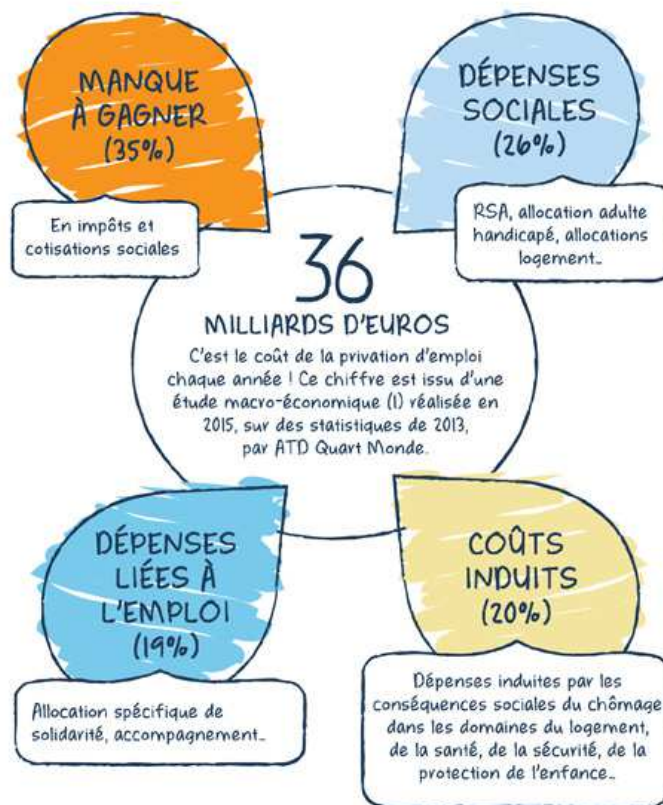 MANQUE
À GAGNER
(35%)
En impôts et
cotisations sociales
DÉPENSES
SOCIALES
(26%)
RSA, allocation adulte
handicapé, allocations
logement...
36
MILLIARDS D'EUROS
C'est le coût de la privation d'emploi
chaque année ! Ce chiffre est issu d'une
étude macro-économique (1) réalisée en
2015, sur des statistiques de 2013,
par ATD Quart Monde.
DÉPENSES
LIÉES À
L'EMPLOI
(19%)
Allocation spécifique de
solidarité, accompagnement...
COÛTS
INDUITS
(20%)
Dépenses induites par les
conséquences sociales du chômage
dans les domaines du logement,
de la santé, de la sécurité, de la
protection de l'enfance...